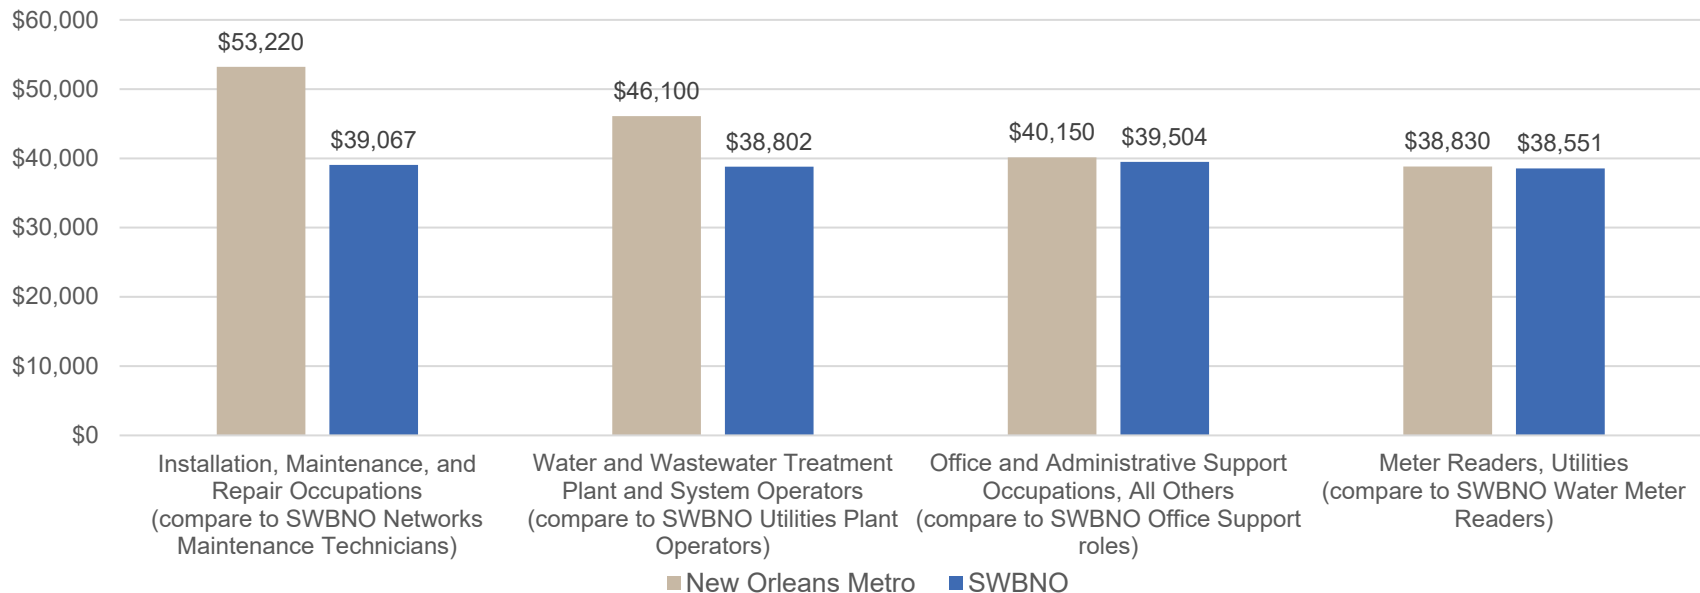 $60,000
$50,000
$40,000
$30,000
$20,000
$10,000
$0
$53,220
$39,067
$46,100
$38,802
$40,150
$39,504
$38,830
$38,551
Installation, Maintenance, and
Repair Occupations
(compare to SWBNO Networks
Maintenance Technicians)
Water and Wastewater Treatment
Plant and System Operators
(compare to SWBNO Utilities Plant
Operators)
Office and Administrative Support
Occupations, All Others
(compare to SWBNO Office Support
roles)
Meter Readers, Utilities
(compare to SWBNO Water Meter
Readers)
New Orleans Metro
SWBNO